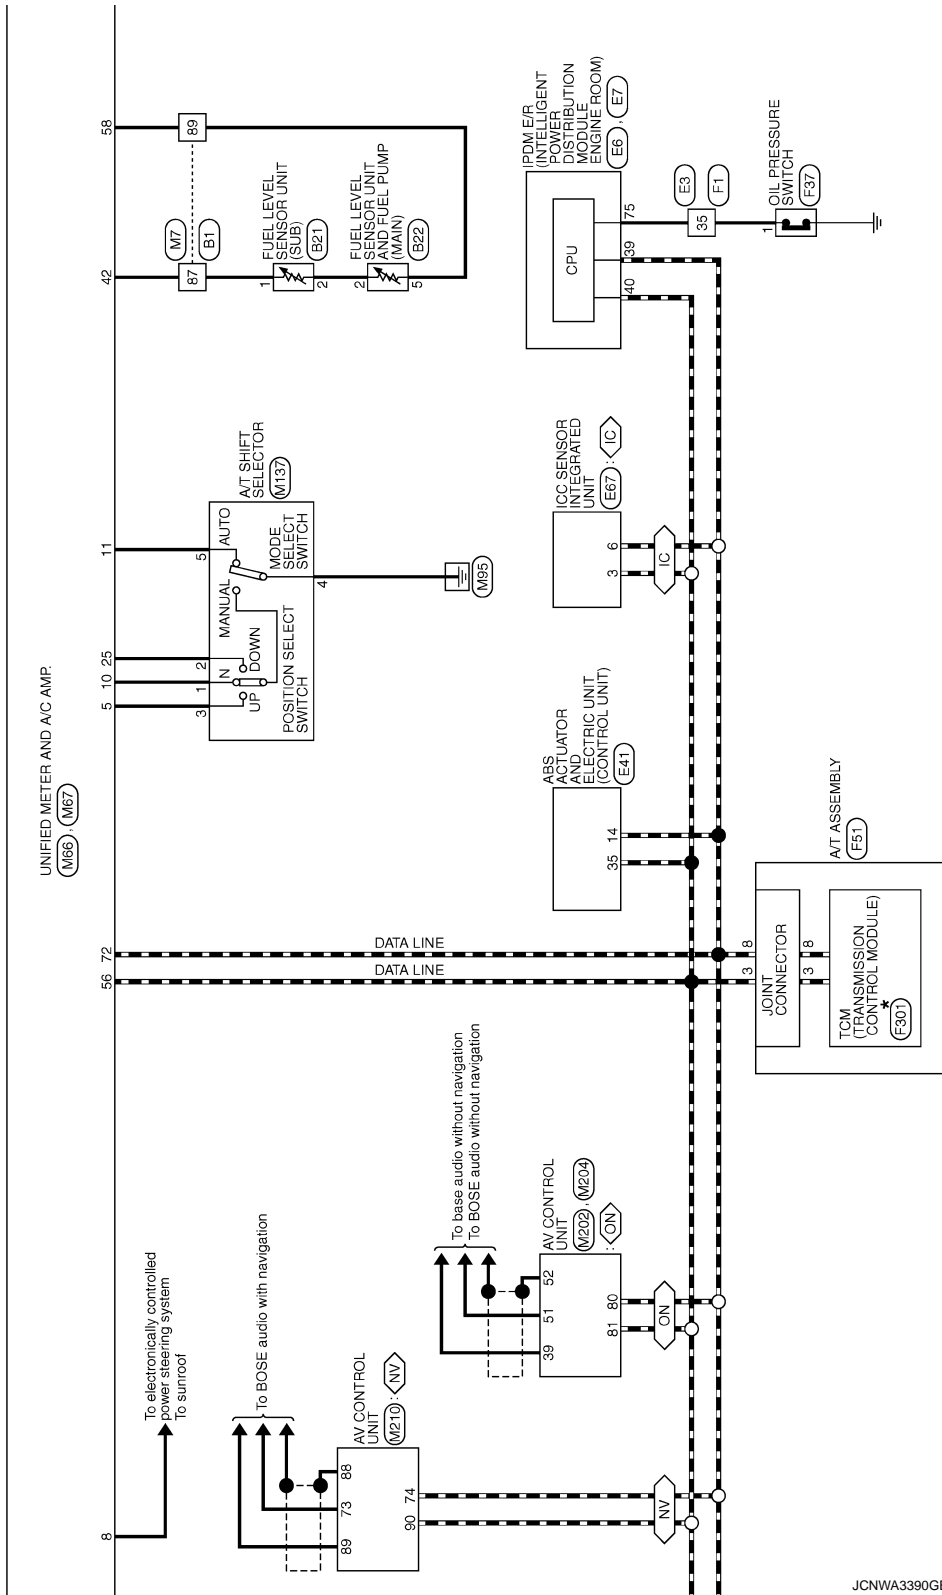 UNIFIED METER AND A/C AMP.
M66 , M67
8
To electronically controlled
power steering system
To sunroof
56
72
DATA LINE
DATA LINE
5
10
25
11
3
1
2
5
UP
N
DOWN
MANUAL
AUTO
POSITION SELECT
SWITCH
MODE
SELECT
SWITCH
A/T SHIFT
SELECTOR
M137
4
M95
42
58
87
89
M7
B1
1
FUEL LEVEL
SENSOR UNIT
(SUB)
B21
2
2
FUEL LEVEL
SENSOR UNIT
AND FUEL PUMP
(MAIN)
B22
5
To BOSE audio with navigation
AV CONTROL
UNIT
M210 : NV
89
73
88
90
74
NV
To base audio without navigation
To BOSE audio without navigation
AV CONTROL
UNIT
M202 , M204
: ON
39
51
52
81
80
ON
ABS
ACTUATOR
AND
ELECTRIC UNIT
(CONTROL UNIT)
E41
35
14
ICC SENSOR
INTEGRATED
UNIT
E67 : IC
3
6
IC
IPDM E/R
(INTELLIGENT
POWER
DISTRIBUTION
MODULE
ENGINE ROOM)
E6 , E7
CPU
40
39
75
E3
F1
35
OIL PRESSURE
SWITCH
F37
1
A/T ASSEMBLY
F51
3
8
JOINT
CONNECTOR
3
8
TCM
(TRANSMISSION
CONTROL MODULE)
*
F301
JCNWA3390GE